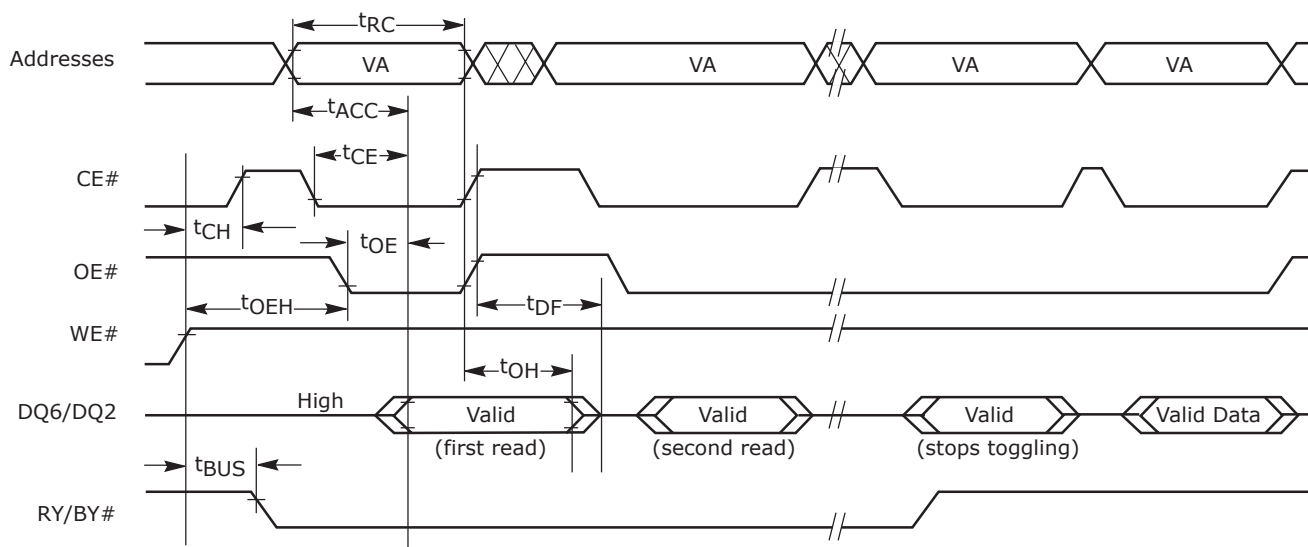 tRC
Addresses VA VA VA VA
tACC
tCE
CE#
tCH tOE
OE#
tOEH tDF
WE#
tOH
High
DQ6/DQ2 Valid Valid Valid Valid Data
(first read) (second read) (stops toggling)
tBUS
RY/BY#